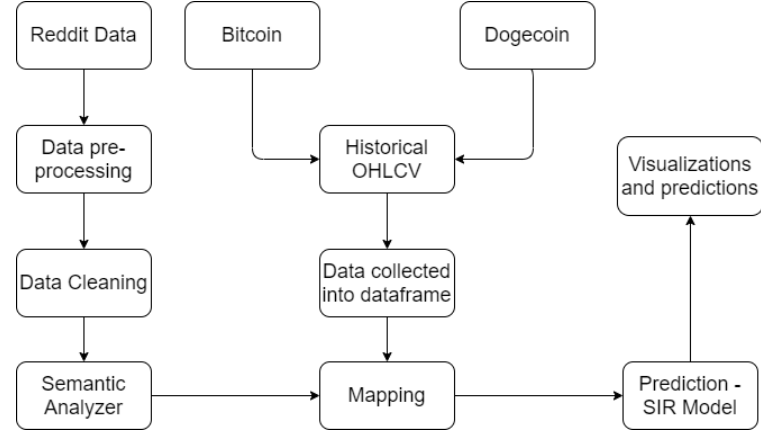 Reddit Data
Bitcoin
Dogecoin
Data pre-
processing
Historical
OHLCV
Visualizations
and predictions
Data Cleaning
Data collected
into dataframe
Semantic
Analyzer
Mapping
Prediction -
SIR Model